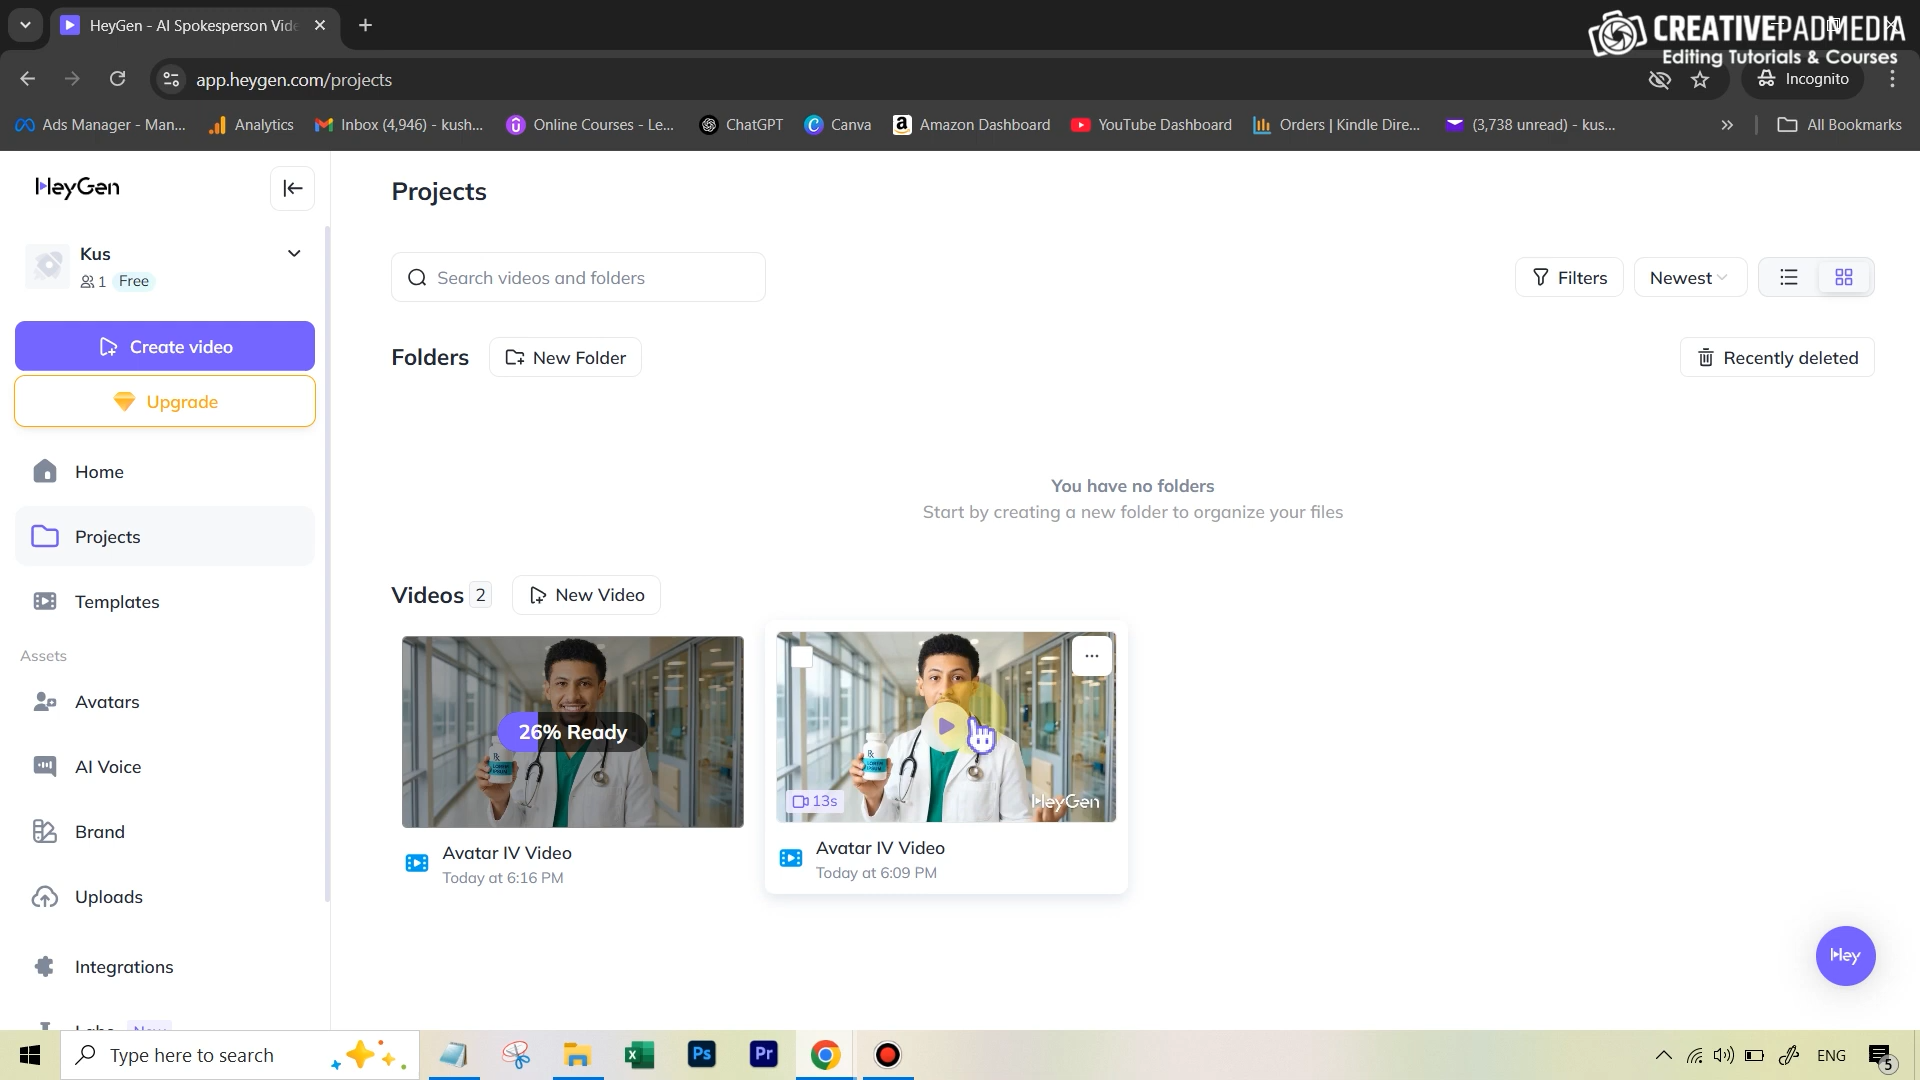 HeyGen - AI Spokesperson Vide
CREATIVEPADMEDIA
Editing Tutorials & Courses
app.heygen.com/projects
Incognito
Ads Manager - Man...
Analytics
Inbox (4,946) - kush...
Online Courses - Le...
ChatGPT
Canva
Amazon Dashboard
YouTube Dashboard
Orders | Kindle Dire...
(3,738 unread) - kus...
All Bookmarks
HeyGen
Projects
Kus
1 Free
Search videos and folders
Filters
Newest
Create video
Folders
New Folder
Recently deleted
Upgrade
Home
You have no folders
Start by creating a new folder to organize your files
Projects
Videos 2
New Video
Templates
Assets
Avatars
26% Ready
AI Voice
13s
HeyGen
Brand
Avatar IV Video
Today at 6:16 PM
Avatar IV Video
Today at 6:09 PM
Uploads
Integrations
Hey
Labs New
Type here to search
Ps
Pr
ENG
5